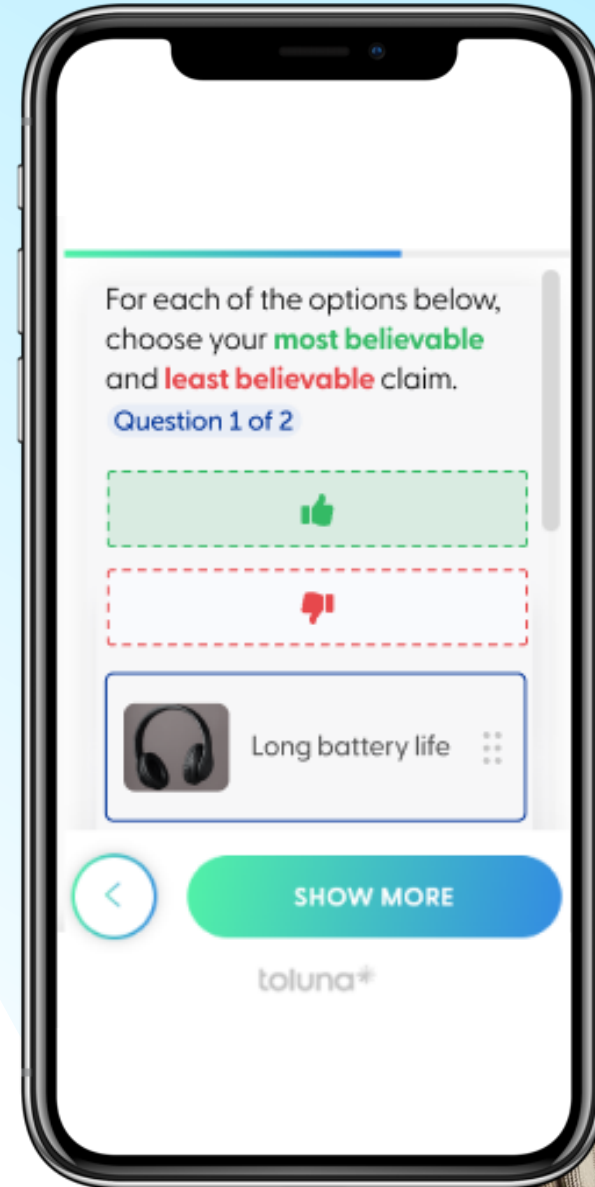 For each of the options below,
choose your most believable
and least believable claim.
Question 1 of 2
Long battery life
SHOW MORE
toluna*